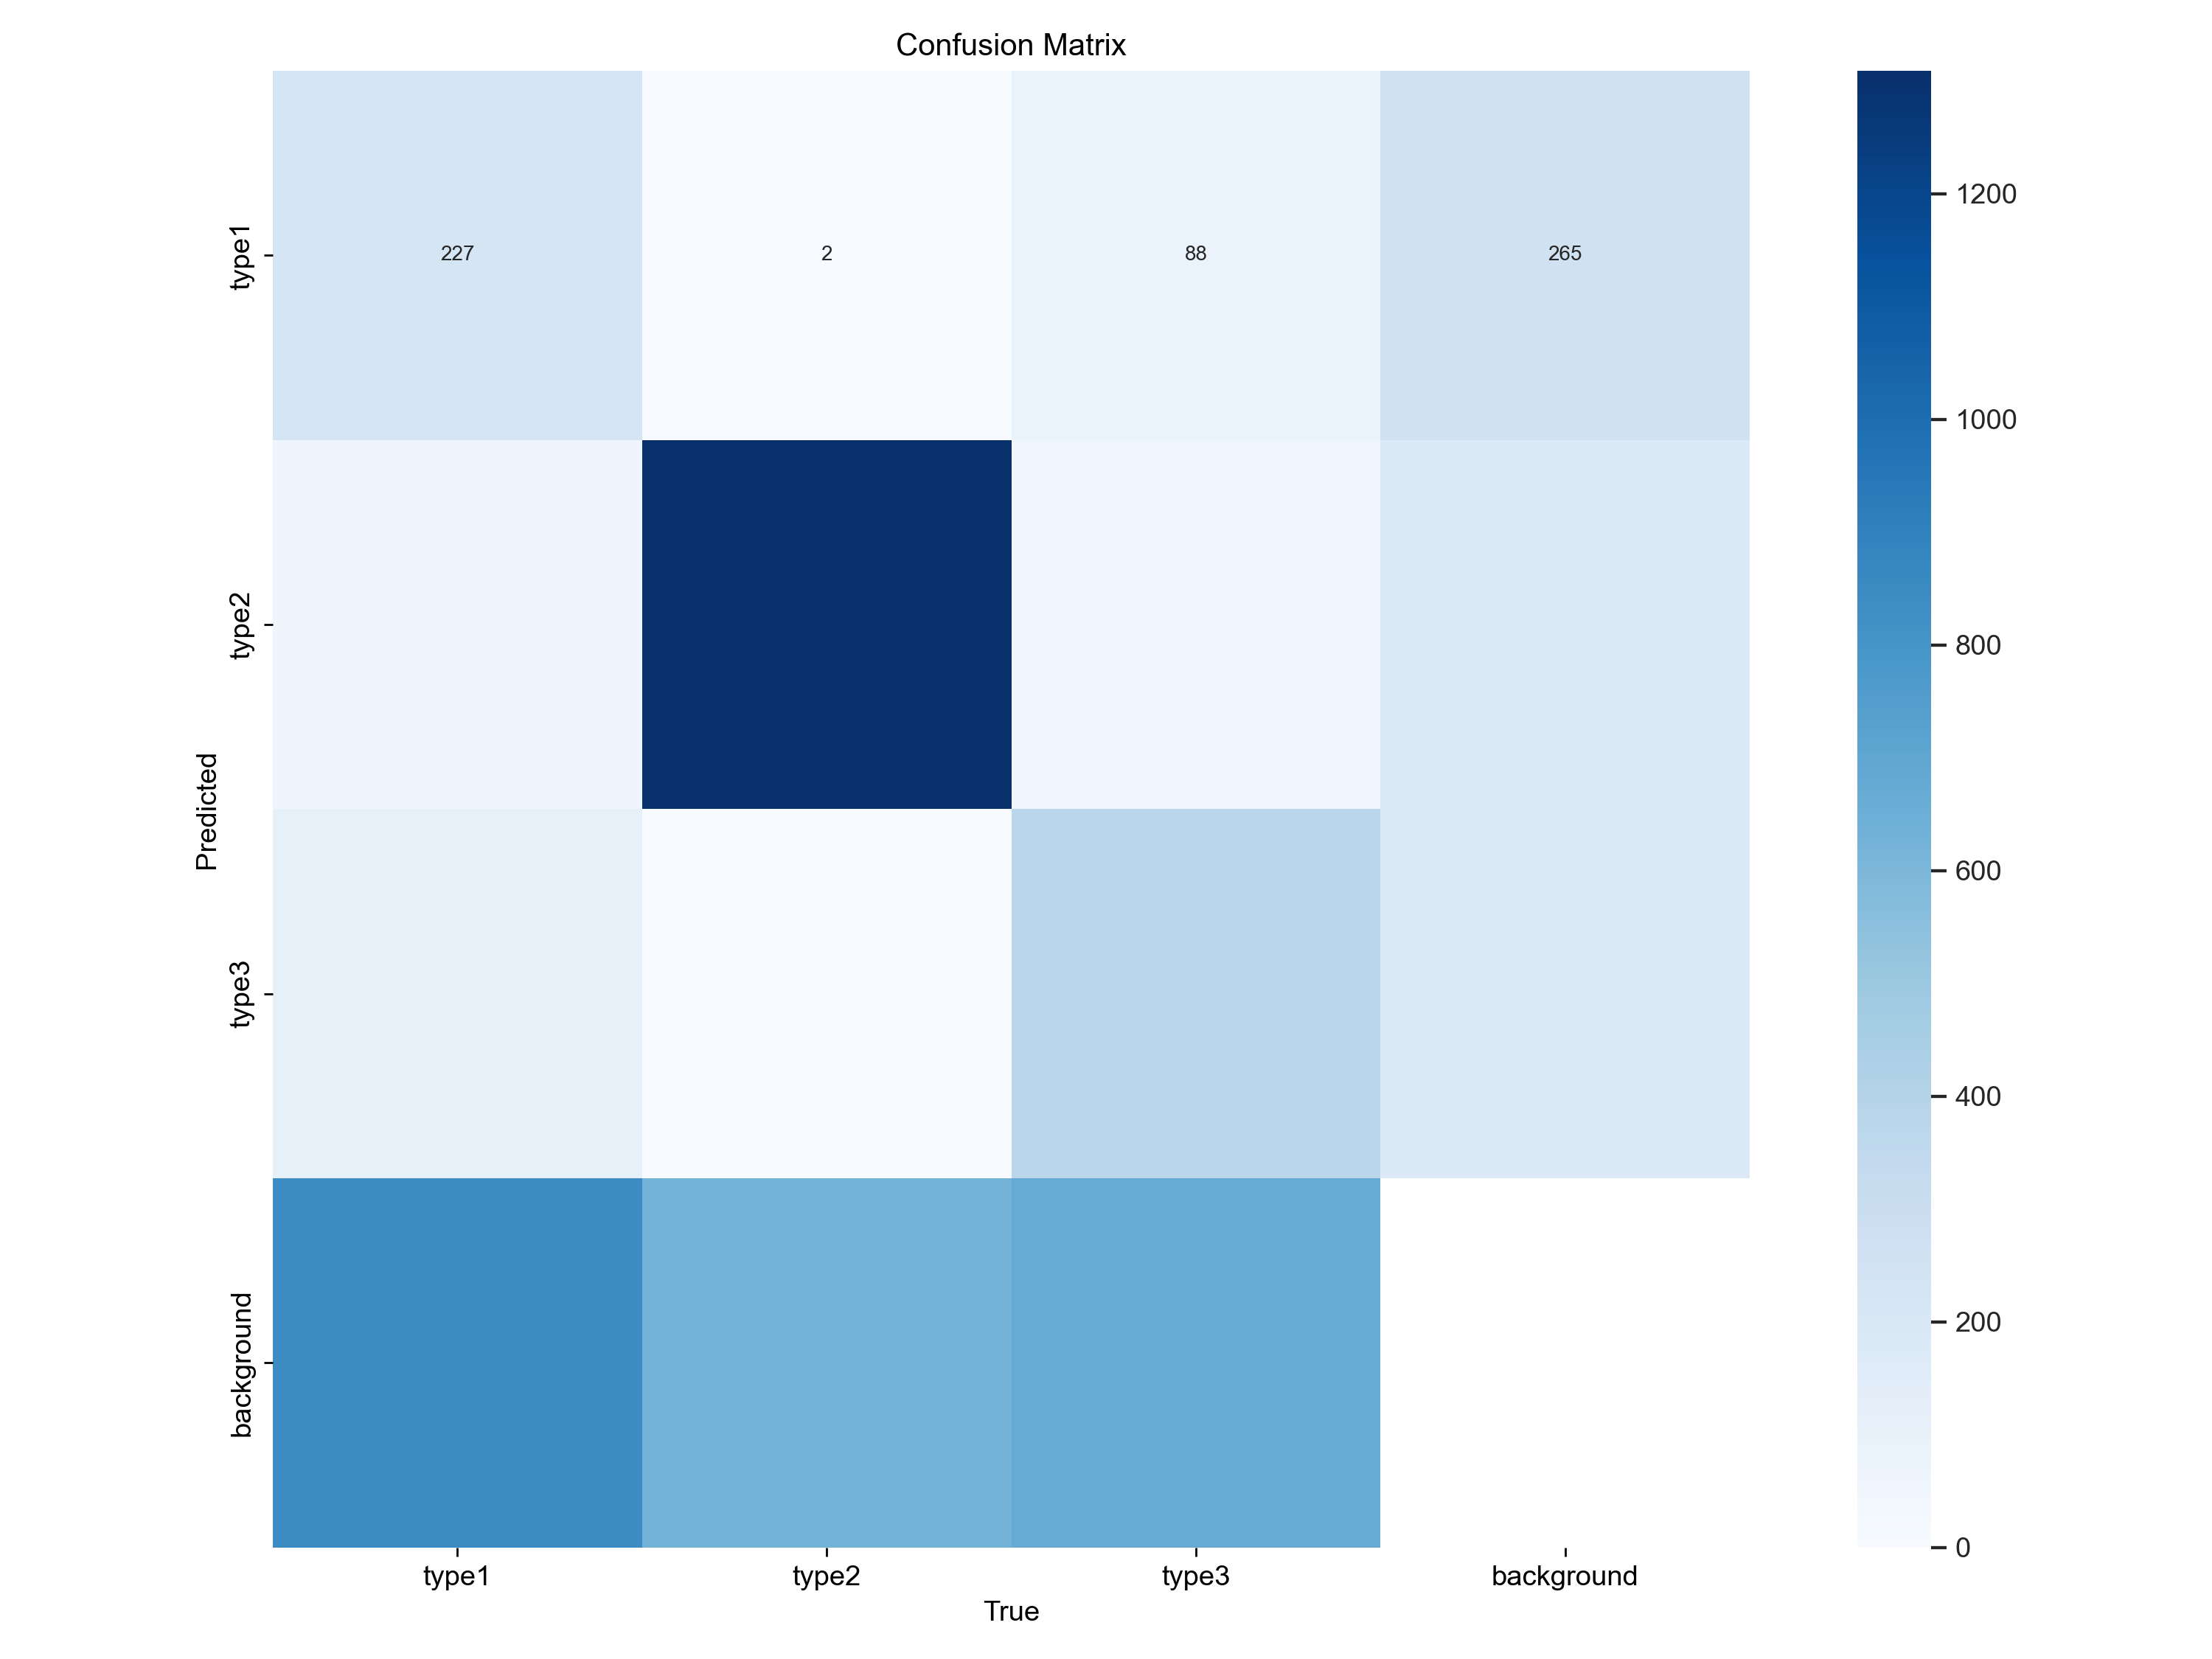 Confusion Matrix
type1
227
2
88
265
type2
type3
background
Predicted
type1
type2
type3
background
True
1200
1000
800
600
400
200
0